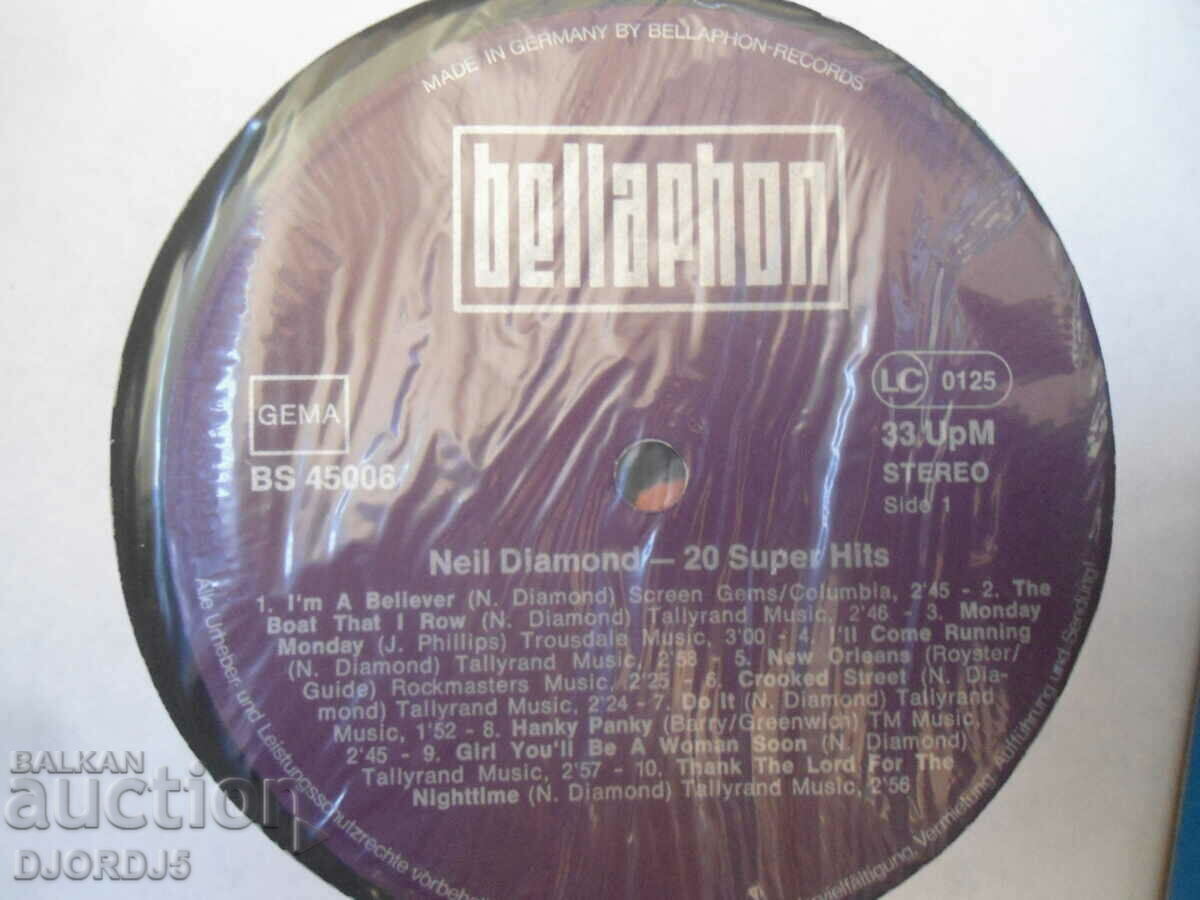 MADE IN GERMANY BY BELLAPHON-RECORDS
bellaphon
GEMA
BS 45006
LC 0125
33 UpM
STEREO
Side 1
Neil Diamond — 20 Super Hits
1. I'm A Believer (N. Diamond) Screen Gems/Columbia, 2'45 - 2. The
Boat That I Row (N. Diamond) Tallyrand Music, 2'46 - 3. Monday
Monday (J. Phillips) Trousdale Music, 3'00 - 4. I'll Come Running
(N. Diamond) Tallyrand Music, 2'58 - 5. New Orleans (Royster/
Guide) Rockmasters Music, 2'25 - 6. Crooked Street (N. Dia-
mond) Tallyrand Music, 2'24 - 7. Do It (N. Diamond) Tallyrand
Music, 1'52 - 8. Hanky Panky (Barry/Greenwich) TM Music,
2'45 - 9. Girl You'll Be A Woman Soon (N. Diamond)
Tallyrand Music, 2'57 - 10. Thank The Lord For The
Nighttime (N. Diamond) Tallyrand Music, 2'56
Alle Urheber- und Leistungsschutzrechte vorbeh
ervielfältigung, Vermietung, Aufführung und Sendung!
BALKAN
auction
DJORDJ5